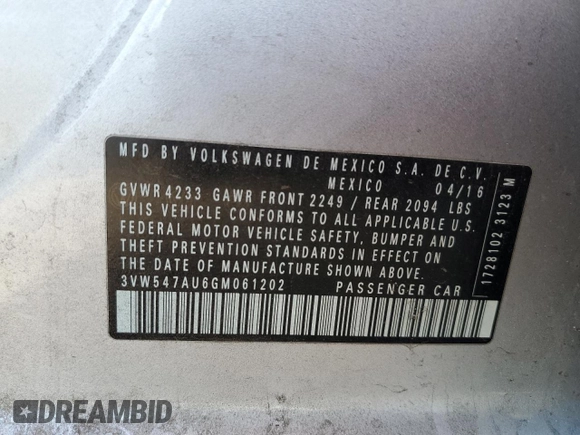 MFD BY VOLKSWAGEN DE MEXICO S.A. DE C.V.
MEXICO 04/16
GVWR 4233 GAWR FRONT 2249 / REAR 2094 LBS
THIS VEHICLE CONFORMS TO ALL APPLICABLE U.S.
FEDERAL MOTOR VEHICLE SAFETY, BUMPER AND
THEFT PREVENTION STANDARDS IN EFFECT ON
THE DATE OF MANUFACTURE SHOWN ABOVE.
3VW547AU6GM061202 PASSENGER CAR
1728102 3123 M
DREAMBID